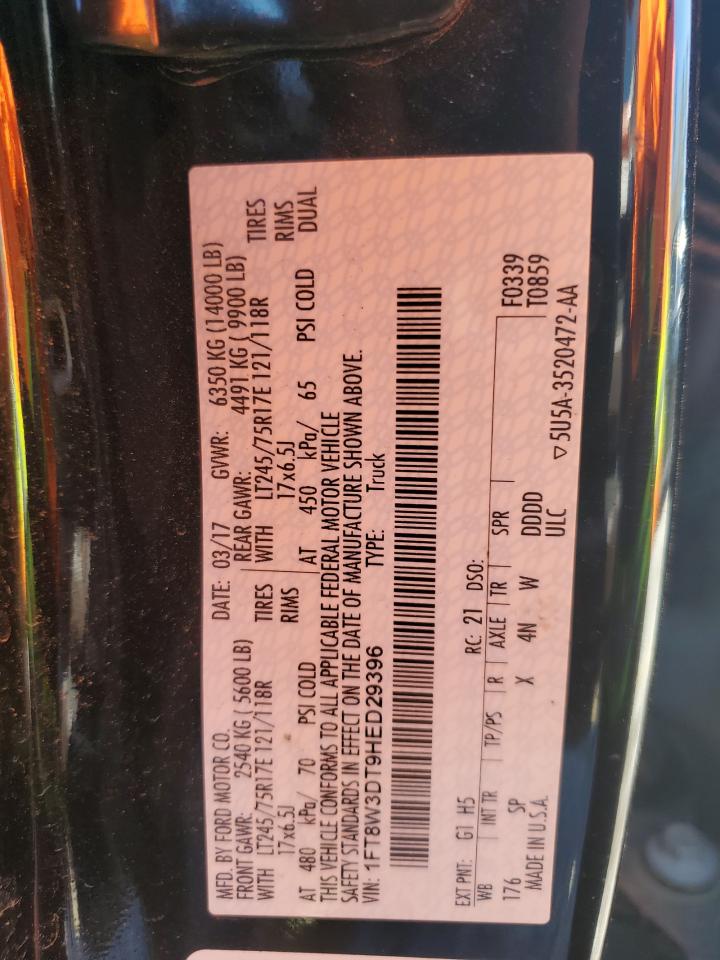 MFD. BY FORD MOTOR CO. DATE: 03/17 GVWR: 6350 KG (14000 LB)
FRONT GAWR: 2540 KG ( 5600 LB) REAR GAWR: 4491 KG ( 9900 LB)
WITH LT245/75R17E 121/118R TIRES WITH LT245/75R17E 121/118R TIRES
17x6.5J RIMS 17x6.5J RIMS
AT 480 kPa/ 70 PSI COLD AT 450 kPa/ 65 PSI COLD DUAL
THIS VEHICLE CONFORMS TO ALL APPLICABLE FEDERAL MOTOR VEHICLE
SAFETY STANDARDS IN EFFECT ON THE DATE OF MANUFACTURE SHOWN ABOVE.
VIN: 1FT8W3DT9HED29396 TYPE: Truck
EXT PNT: G1 H5 RC: 21 DSO: F0339
WB INT TR TP/PS R AXLE TR SPR T0859
176 SP X 4N W DDDD
MADE IN U.S.A. ULC ▽5U5A-3520472-AA